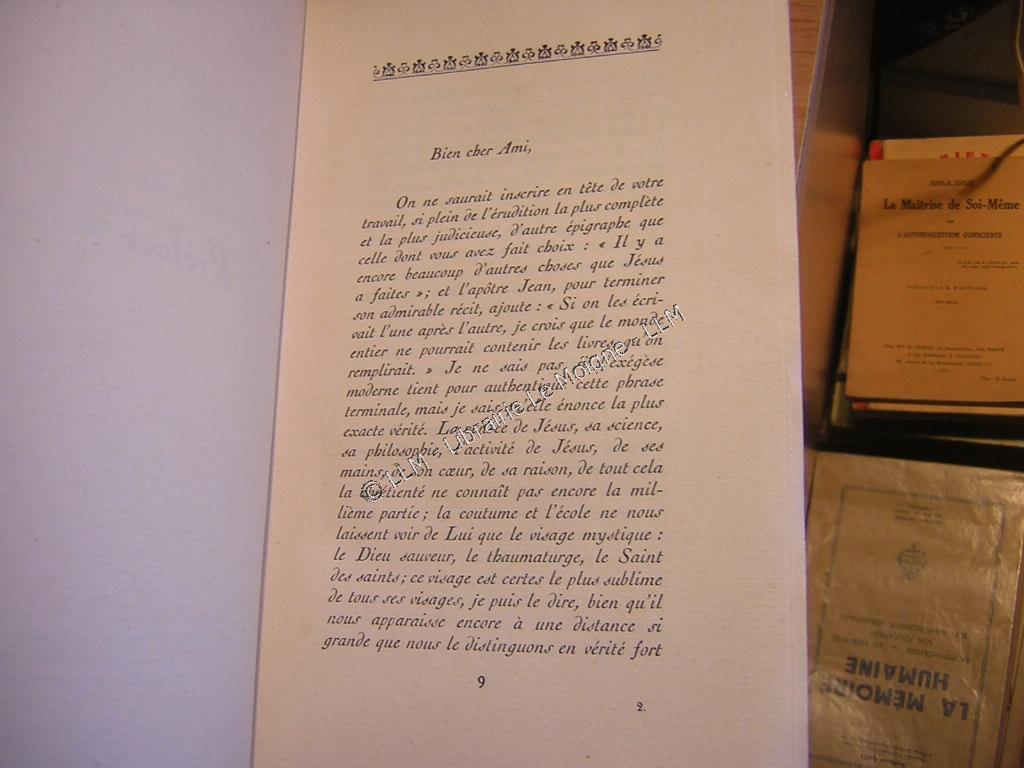 Bien cher Ami,
On ne saurait inscrire en tête de votre
travail, si plein de l'érudition la plus complète
et la plus judicieuse, d'autre épigraphe que
celle dont vous avez fait choix : « Il y a
encore beaucoup d'autres choses que Jésus
a faites »; et l'apôtre Jean, pour terminer
son admirable récit, ajoute : « Si on les écri-
vait l'une après l'autre, je crois que le monde
entier ne pourrait contenir les livres qu'on
remplirait. » Je ne sais pas si l'exégèse
moderne tient pour authentique cette phrase
terminale, mais je sais qu'elle énonce la plus
exacte vérité. La de Jésus, sa science,
sa philosophie, l'activité de Jésus, de ses
mains, de son cœur, de sa raison, de tout cela
la chrétienté ne connaît pas encore la mil-
lième partie; la coutume et l'école ne nous
laissent voir de Lui que le visage mystique :
le Dieu sauveur, le thaumaturge, le Saint
des saints; ce visage est certes le plus sublime
de tous ses visages, je puis le dire, bien qu'il
nous apparaisse encore à une distance si
grande que nous le distinguons en vérité fort
9
2.
© LLM Librairie Le Moigne LLM
La Maîtrise de Soi-Même
PAR
L'AUTOSUGGESTION CONSCIENTE
NOUVELLE ÉDITION
LA MÉMOIRE
HUMAINE